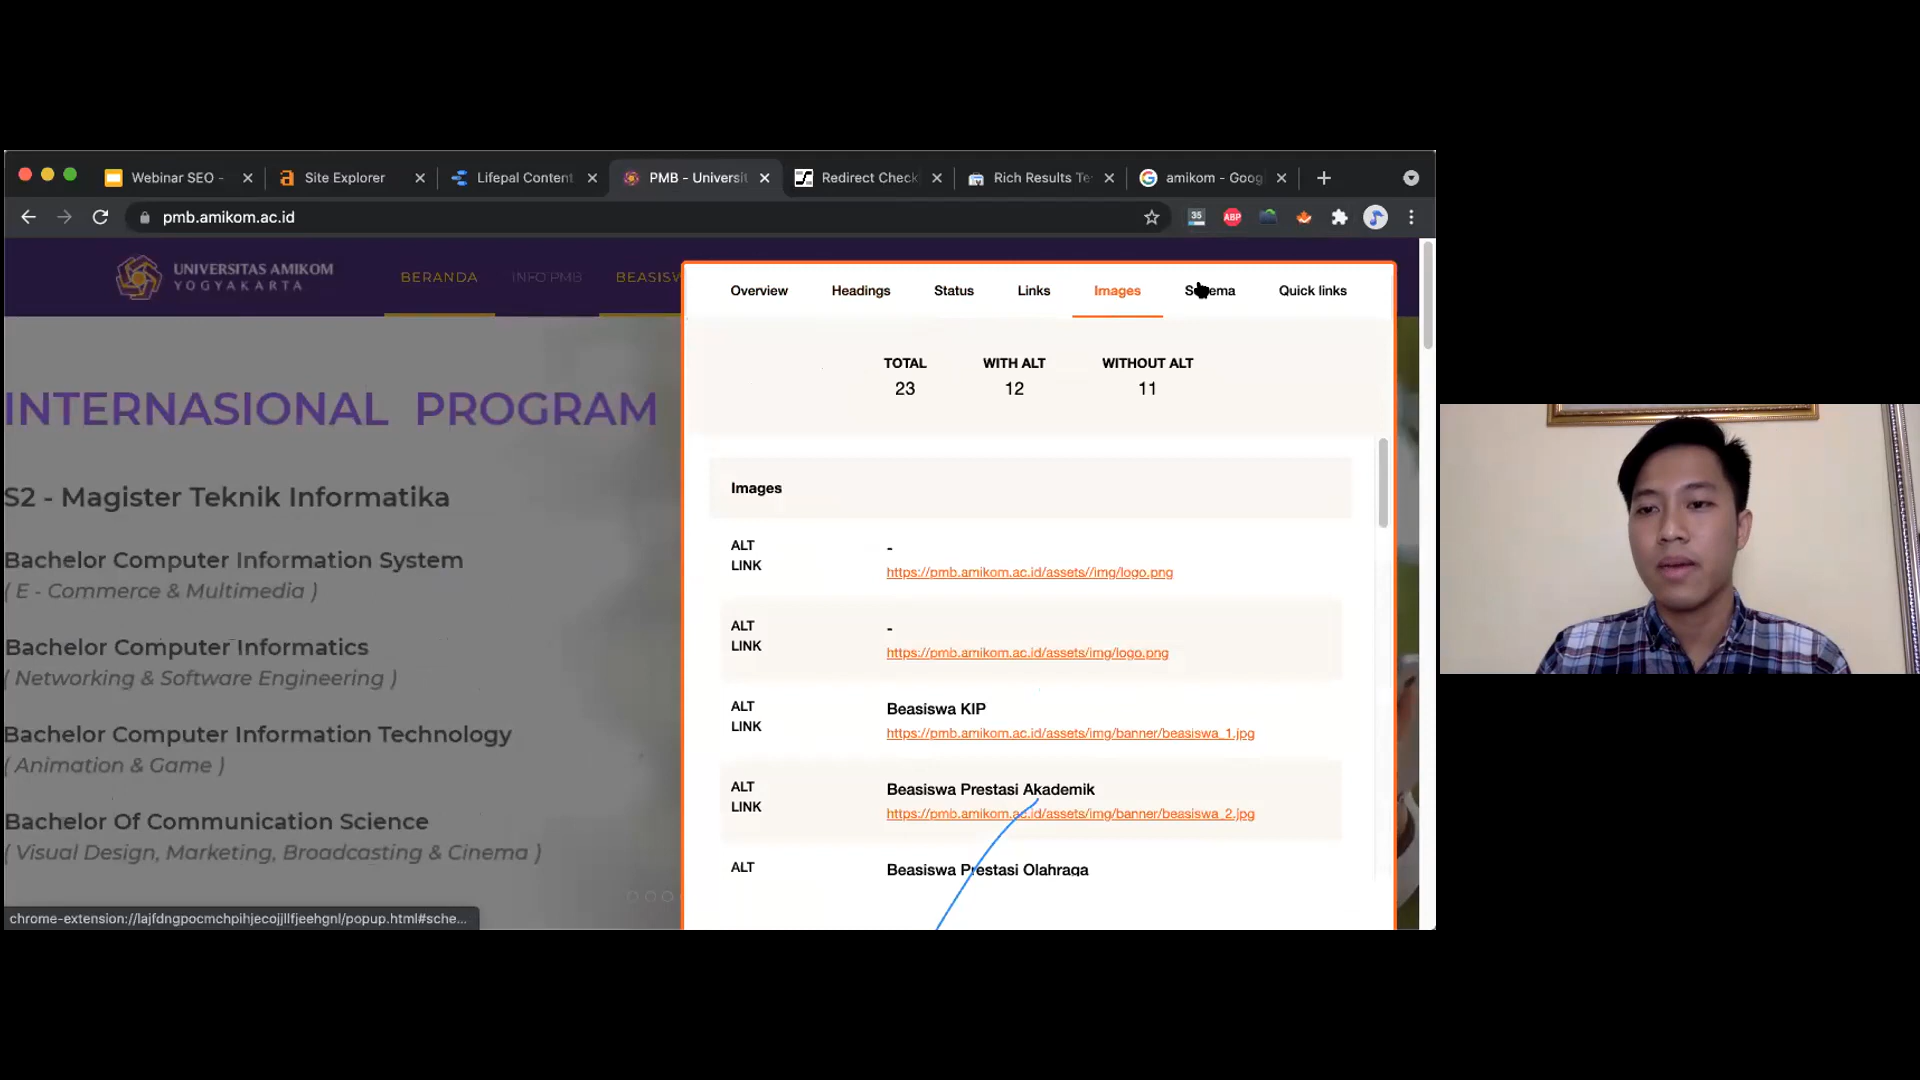 Webinar SEO -
Site Explorer
Lifepal Content
PMB - Universit
Redirect Check
Rich Results Te
amikom - Goog
pmb.amikom.ac.id
35
ABP
UNIVERSITAS AMIKOM
YOGYAKARTA
BERANDA
INFO PMB
BEASISW
INTERNASIONAL PROGRAM
S2 - Magister Teknik Informatika
Bachelor Computer Information System
( E - Commerce & Multimedia )
Bachelor Computer Informatics
( Networking & Software Engineering )
Bachelor Computer Information Technology
( Animation & Game )
Bachelor Of Communication Science
( Visual Design, Marketing, Broadcasting & Cinema )
chrome-extension://lajfdngpocmchpihjecojjllfjeehgnl/popup.html#sche...
Overview
Headings
Status
Links
Images
Schema
Quick links
TOTAL
WITH ALT
WITHOUT ALT
23
12
11
Images
ALT -
LINK https://pmb.amikom.ac.id/assets//img/logo.png
ALT -
LINK https://pmb.amikom.ac.id/assets/img/logo.png
ALT Beasiswa KIP
LINK https://pmb.amikom.ac.id/assets/img/banner/beasiswa_1.jpg
ALT Beasiswa Prestasi Akademik
LINK https://pmb.amikom.ac.id/assets/img/banner/beasiswa_2.jpg
ALT Beasiswa Prestasi Olahraga